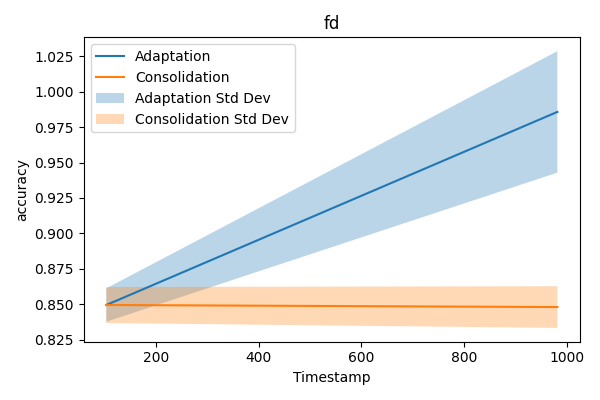 fd
1.025
1.000
0.975
0.950
0.925
0.900
0.875
0.850
0.825
accuracy
Adaptation
Consolidation
Adaptation Std Dev
Consolidation Std Dev
200
400
600
800
1000
Timestamp